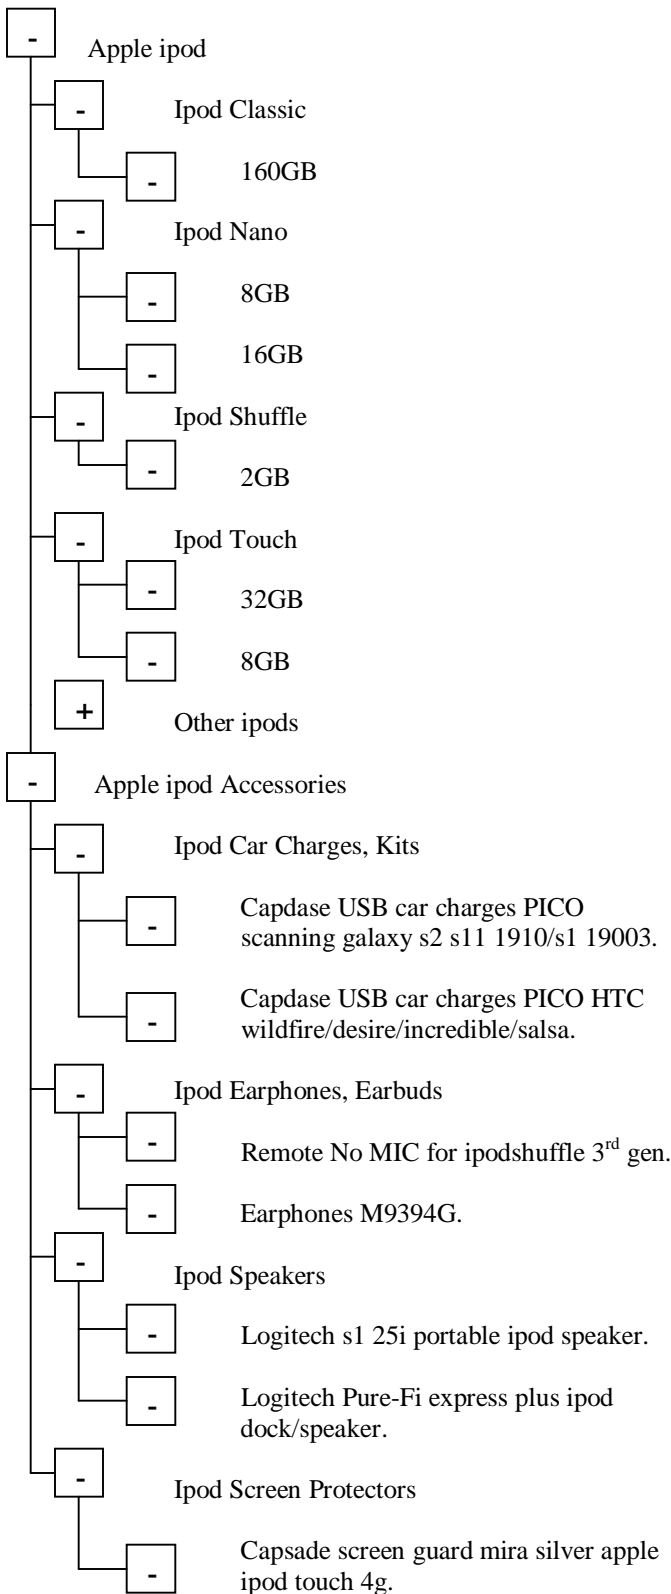 - Apple ipod
- Ipod Classic
- 160GB
- Ipod Nano
- 8GB
- 16GB
- Ipod Shuffle
- 2GB
- Ipod Touch
- 32GB
- 8GB
+ Other ipods
- Apple ipod Accessories
- Ipod Car Charges, Kits
- Capdase USB car charges PICO
scanning galaxy s2 s11 1910/s1 19003.
- Capdase USB car charges PICO HTC
wildfire/desire/incredible/salsa.
- Ipod Earphones, Earbuds
- Remote No MIC for ipodshuffle 3rd gen.
- Earphones M9394G.
- Ipod Speakers
- Logitech s1 25i portable ipod speaker.
- Logitech Pure-Fi express plus ipod
dock/speaker.
- Ipod Screen Protectors
- Capsade screen guard mira silver apple
ipod touch 4g.